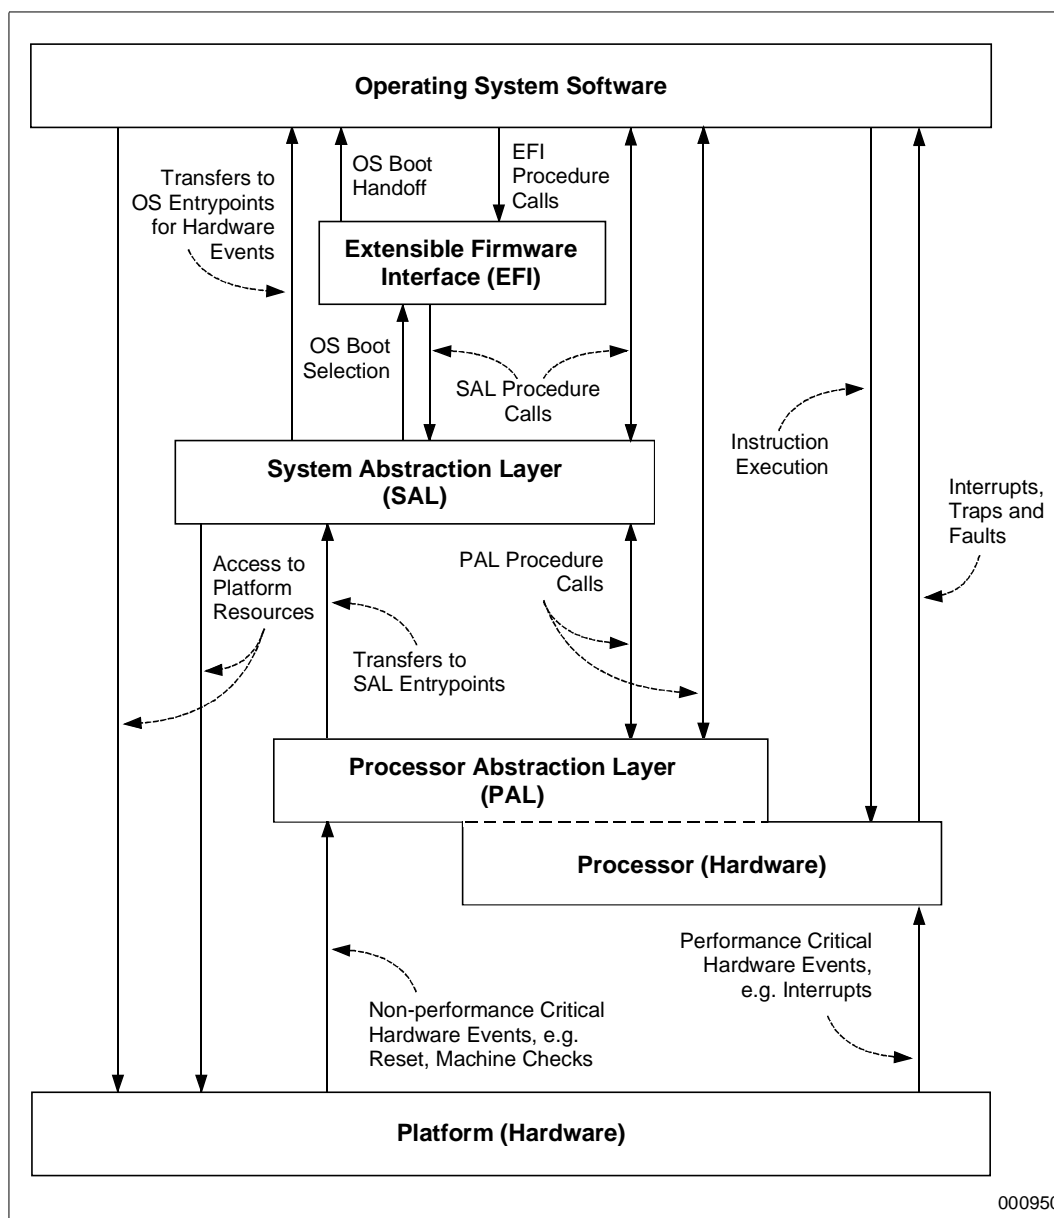 Operating System Software
OS Boot
Handoff
EFI
Procedure
Calls
Transfers to
OS Entrypoints
for Hardware
Events
Extensible Firmware
Interface (EFI)
OS Boot
Selection
SAL Procedure
Calls
Instruction
Execution
System Abstraction Layer
(SAL)
Interrupts,
Traps and
Faults
Access to
Platform
Resources
PAL Procedure
Calls
Transfers to
SAL Entrypoints
Processor Abstraction Layer
(PAL)
Processor (Hardware)
Performance Critical
Hardware Events,
e.g. Interrupts
Non-performance Critical
Hardware Events, e.g.
Reset, Machine Checks
Platform (Hardware)
000950